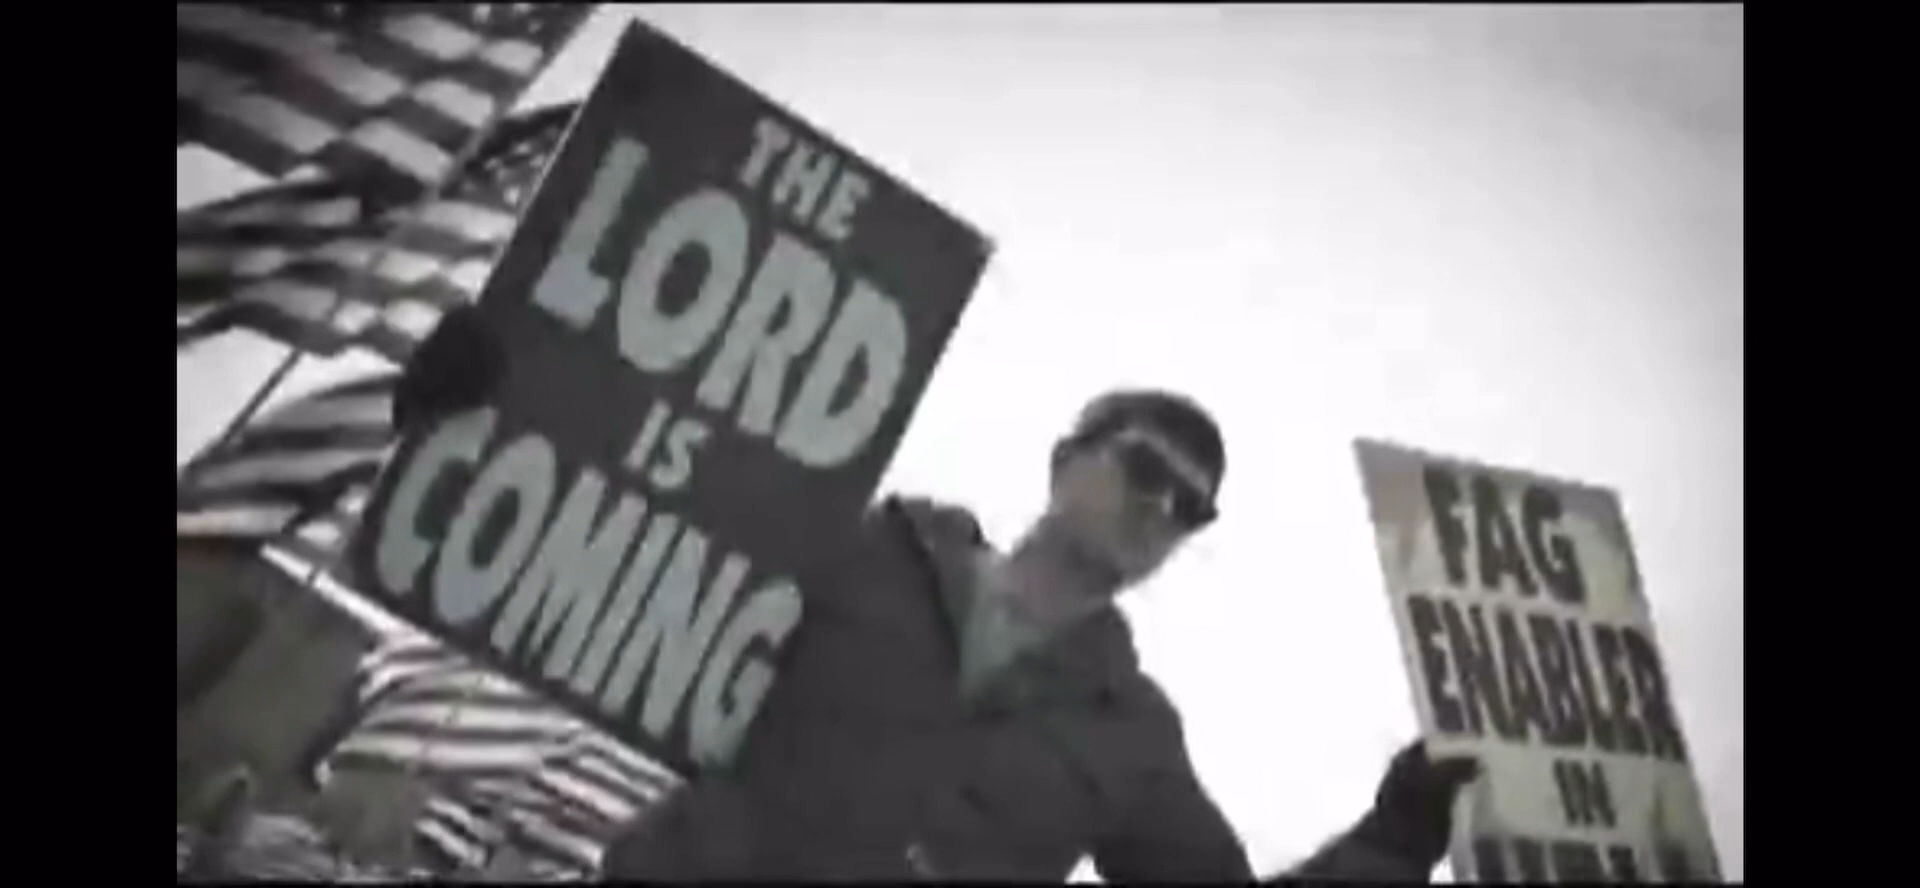 THE
LORD
IS
COMING
FAG
ENABLER
IN